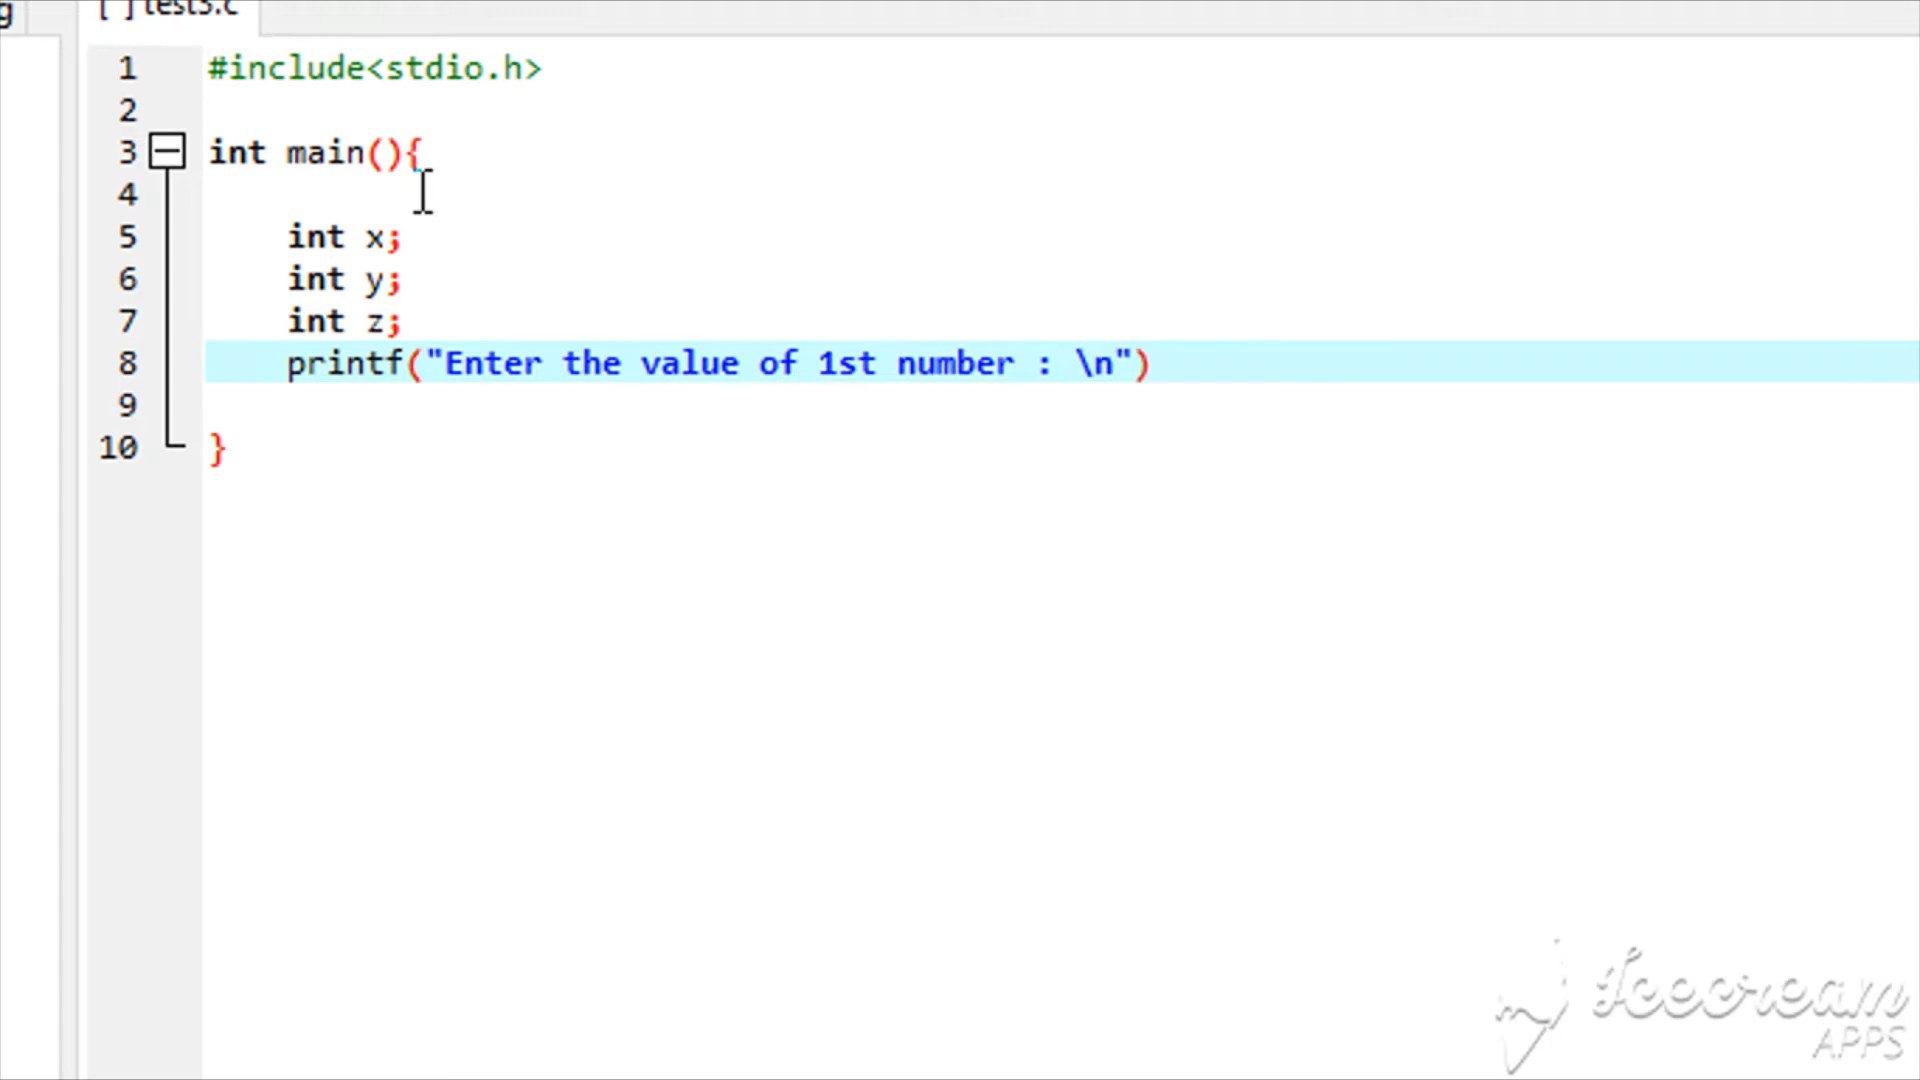 g
[ ] test3.c
1 #include<stdio.h>
2
3 int main(){
4
5 int x;
6 int y;
7 int z;
8 printf("Enter the value of 1st number : \n")
9
10 }
Icecream
APPS